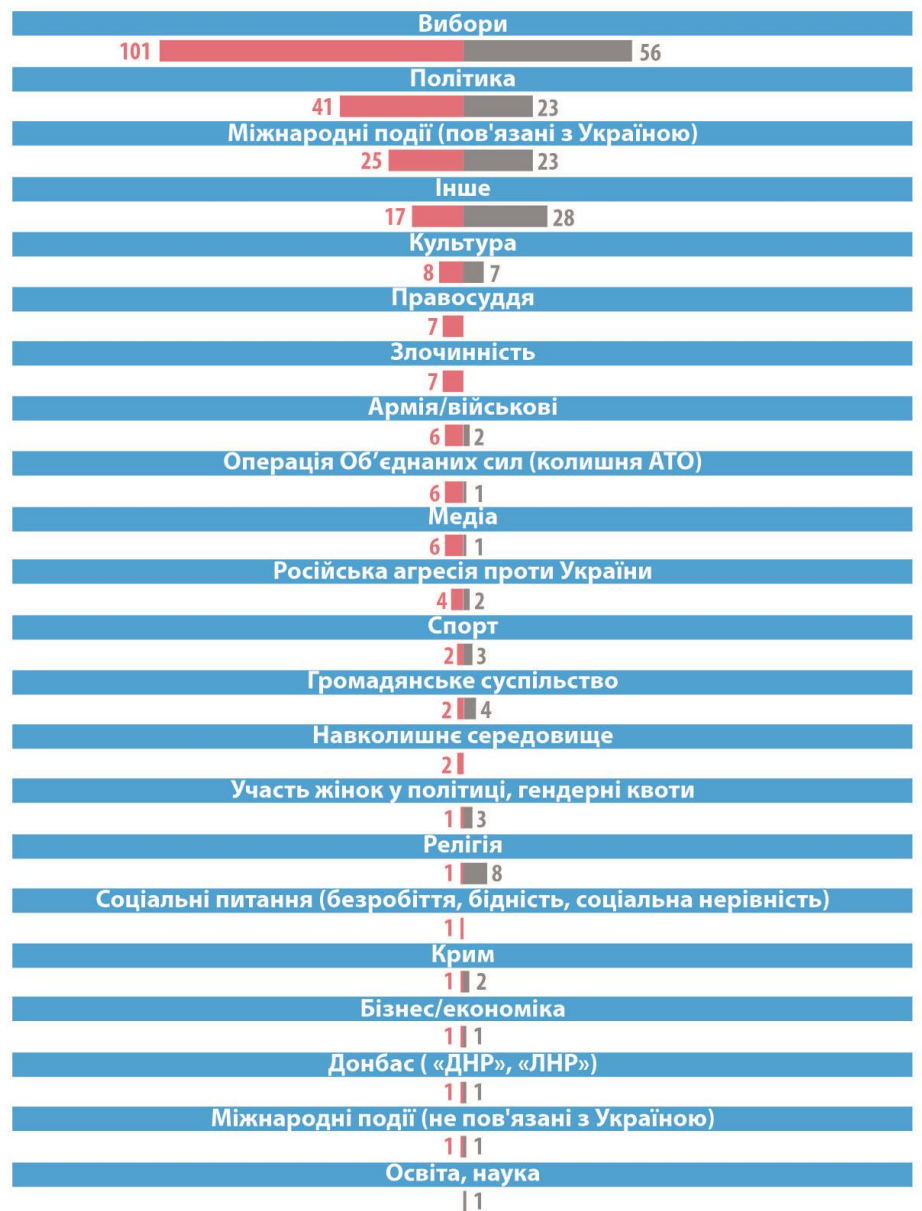 Вибори
101 56
Політика
41 23
Міжнародні події (пов'язані з Україною)
25 23
Інше
17 28
Культура
8 7
Правосуддя
7
Злочинність
7
Армія/військові
6 2
Операція Об’єднаних сил (колишня АТО)
6 1
Медіа
6 1
Російська агресія проти України
4 2
Спорт
2 3
Громадянське суспільство
2 4
Навколишнє середовище
2
Участь жінок у політиці, гендерні квоти
1 3
Релігія
1 8
Соціальні питання (безробіття, бідність, соціальна нерівність)
1
Крим
1 2
Бізнес/економіка
1 1
Донбас ( «ДНР», «ЛНР»)
1 1
Міжнародні події (не пов'язані з Україною)
1 1
Освіта, наука
1